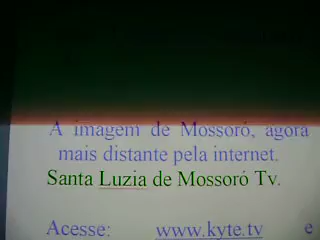 A imagem de Mossoró, agora
mais distante pela internet.
Santa Luzia de Mossoró Tv.
Acesse: www.kyte.tv e